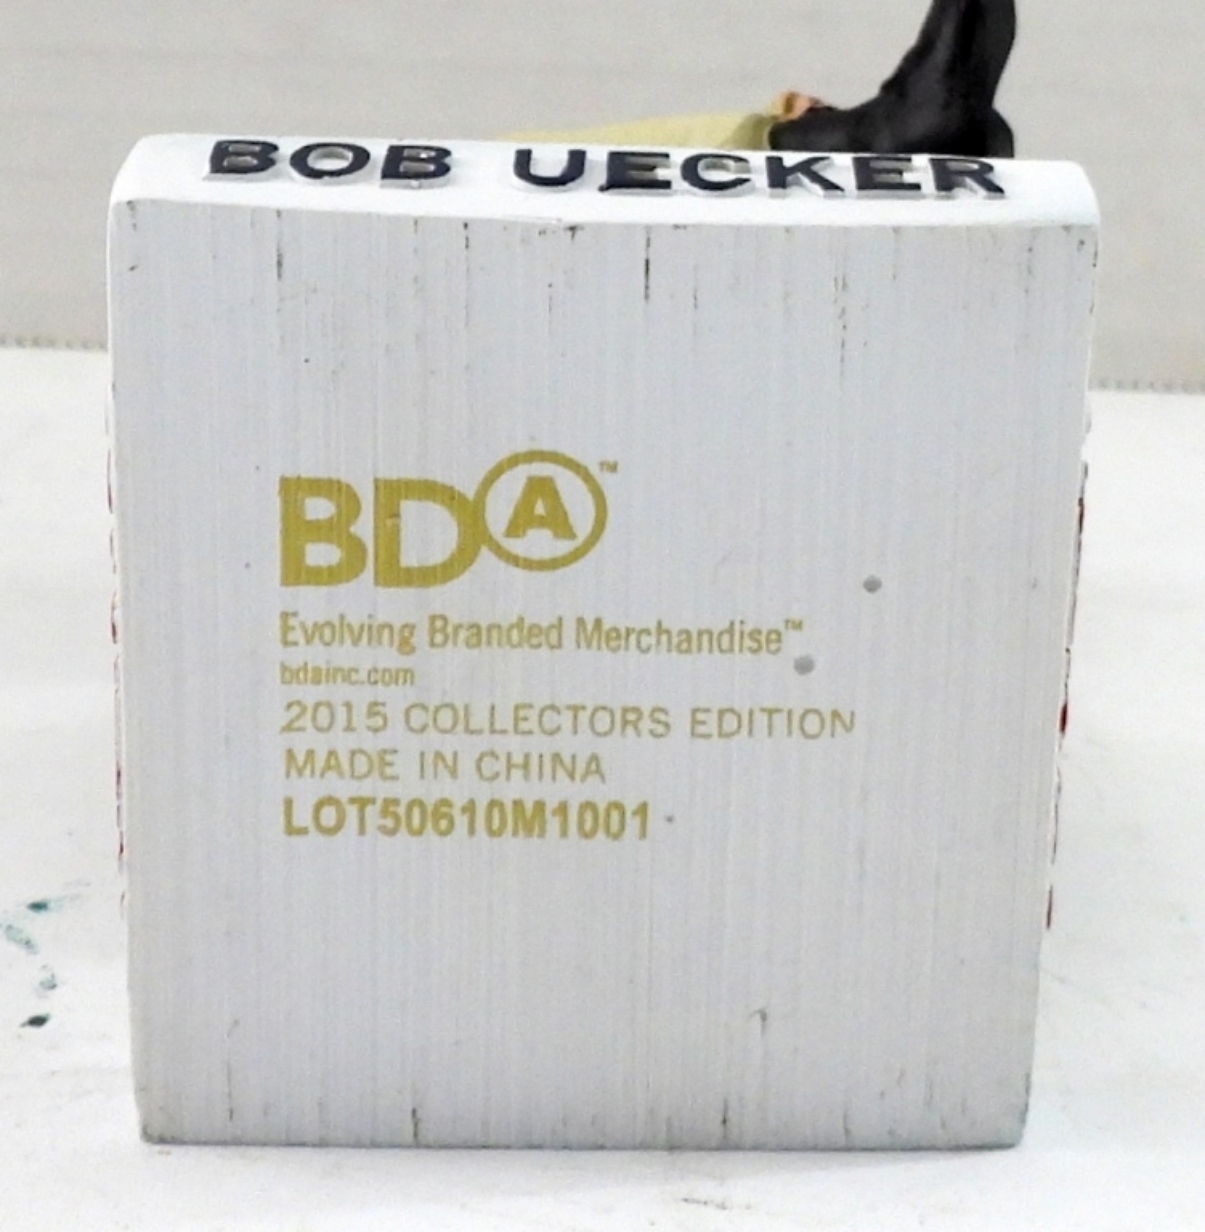 BOB UECKER
BDA™
Evolving Branded Merchandise™
bdainc.com
2015 COLLECTORS EDITION
MADE IN CHINA
LOT50610M1001